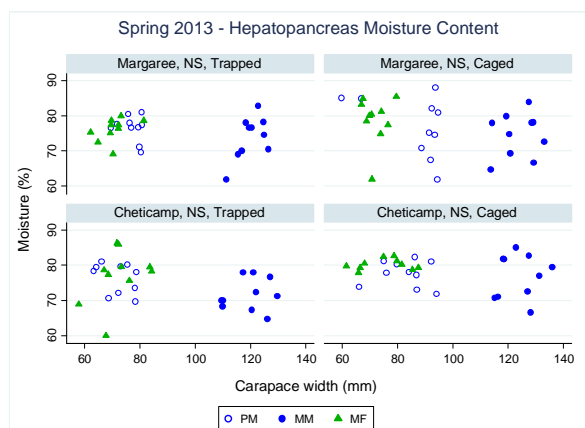 Spring 2013 - Hepatopancreas Moisture Content
Margaree, NS, Trapped
Margaree, NS, Caged
90
80
70
60
Cheticamp, NS, Trapped
Cheticamp, NS, Caged
90
80
70
60
Moisture (%)
60 80 100 120 140
60 80 100 120 140
Carapace width (mm)
PM MM MF